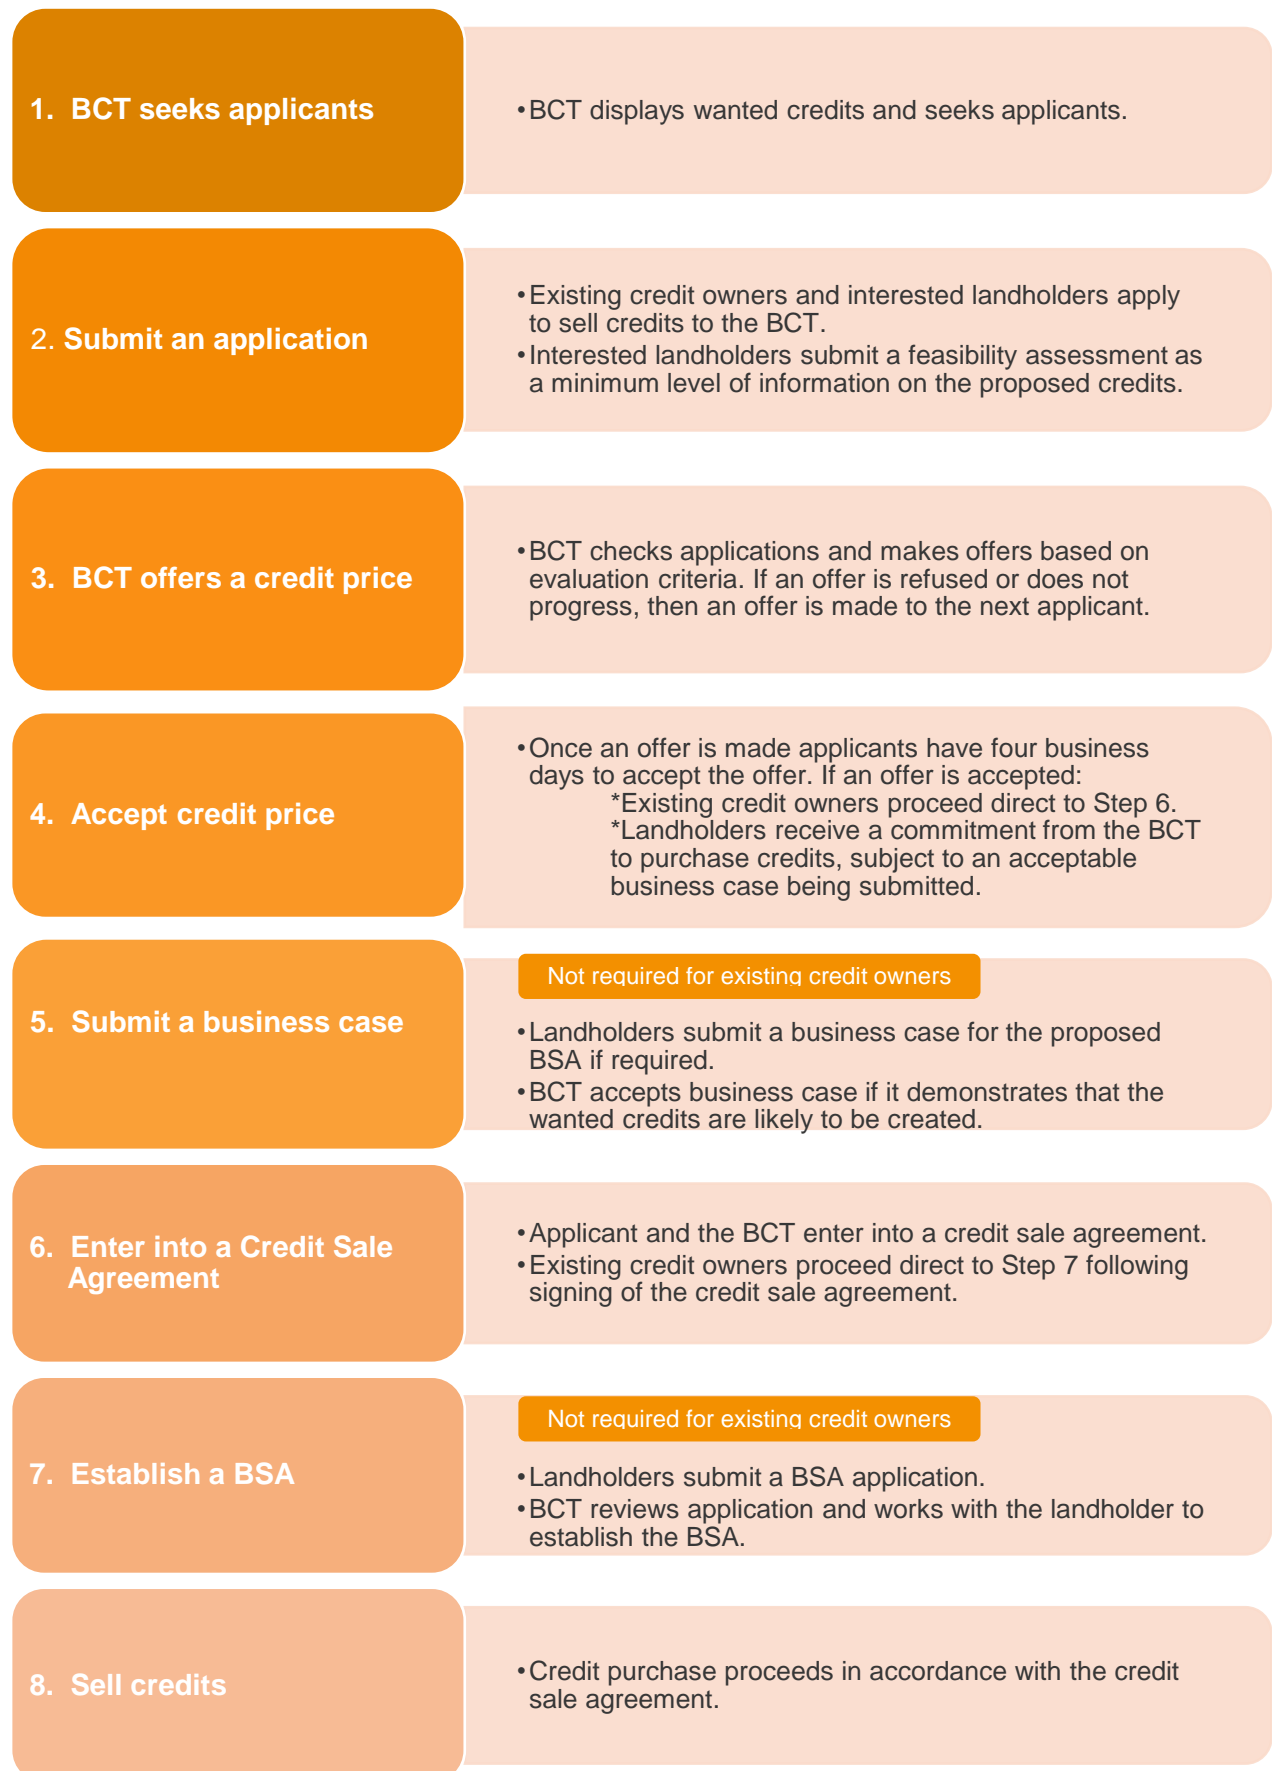 1. BCT seeks applicants
•BCT displays wanted credits and seeks applicants.
2. Submit an application
•Existing credit owners and interested landholders apply
to sell credits to the BCT.
•Interested landholders submit a feasibility assessment as
a minimum level of information on the proposed credits.
3. BCT offers a credit price
•BCT checks applications and makes offers based on
evaluation criteria. If an offer is refused or does not
progress, then an offer is made to the next applicant.
4. Accept credit price
•Once an offer is made applicants have four business
days to accept the offer. If an offer is accepted:
*Existing credit owners proceed direct to Step 6.
*Landholders receive a commitment from the BCT
to purchase credits, subject to an acceptable
business case being submitted.
5. Submit a business case
Not required for existing credit owners
•Landholders submit a business case for the proposed
BSA if required.
•BCT accepts business case if it demonstrates that the
wanted credits are likely to be created.
6. Enter into a Credit Sale
Agreement
•Applicant and the BCT enter into a credit sale agreement.
•Existing credit owners proceed direct to Step 7 following
signing of the credit sale agreement.
7. Establish a BSA
Not required for existing credit owners
•Landholders submit a BSA application.
•BCT reviews application and works with the landholder to
establish the BSA.
8. Sell credits
•Credit purchase proceeds in accordance with the credit
sale agreement.